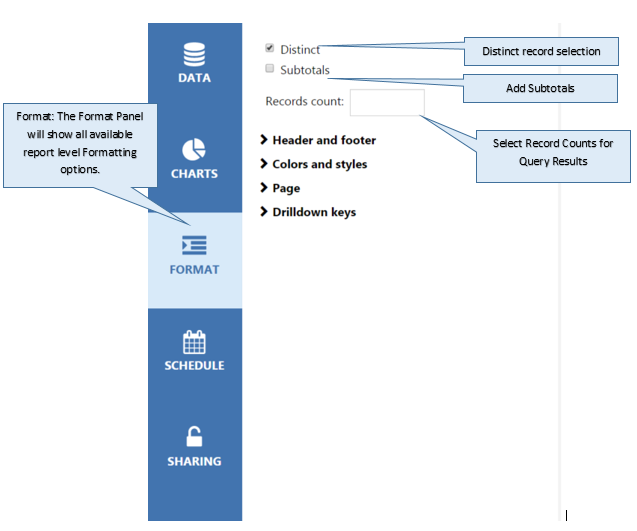 DATA
CHARTS
FORMAT
SCHEDULE
SHARING
Format: The Format Panel
will show all available
report level Formatting
options.
Distinct
Subtotals
Records count:
Header and footer
Colors and styles
Page
Drilldown keys
Distinct record selection
Add Subtotals
Select Record Counts for
Query Results